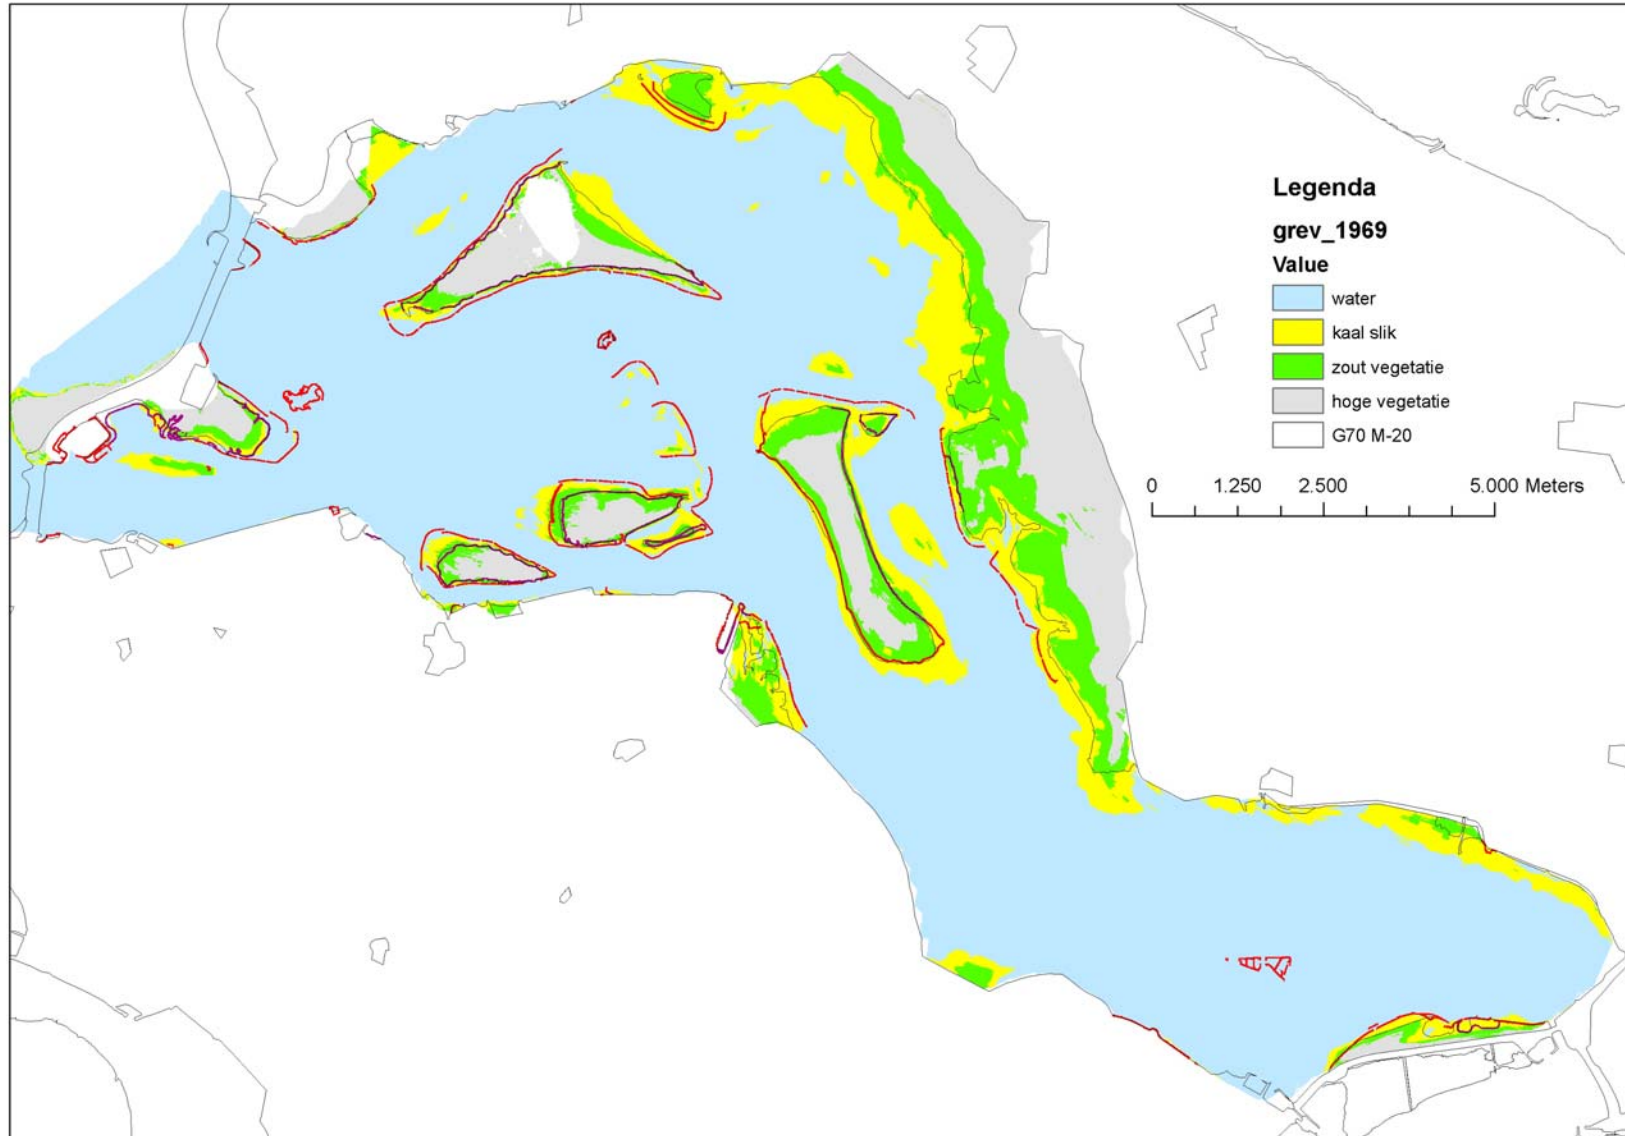 Legenda
grev_1969
Value
water
kaal slik
zout vegetatie
hoge vegetatie
G70 M-20
0 1.250 2.500 5.000 Meters